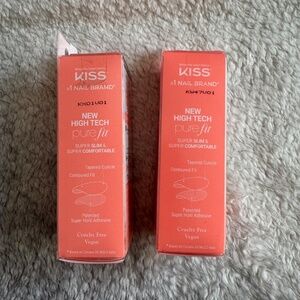 KISS
#1 NAIL BRAND*
NEW
HIGH TECH
pure fit
SUPER SLIM &
SUPER COMFORTABLE
Tapered Cuticle
Contoured Fit
Patented
Super Hold Adhesive
Cruelty Free
Vegan
KISS
#1 NAIL BRAND*
NEW
HIGH TECH
pure fit
SUPER SLIM &
SUPER COMFORTABLE
Tapered Cuticle
Contoured Fit
Patented
Super Hold Adhesive
Cruelty Free
Vegan